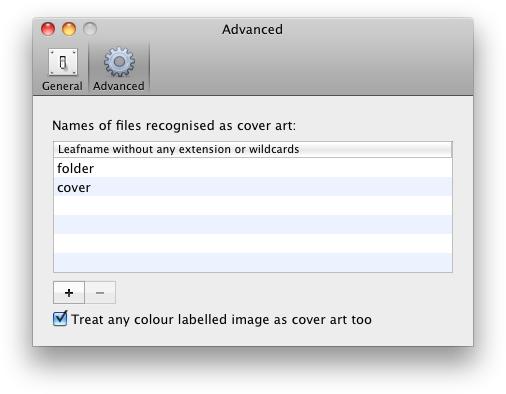 Advanced
General
Advanced
Names of files recognised as cover art:
Leafname without any extension or wildcards
folder
cover
+ −
Treat any colour labelled image as cover art too